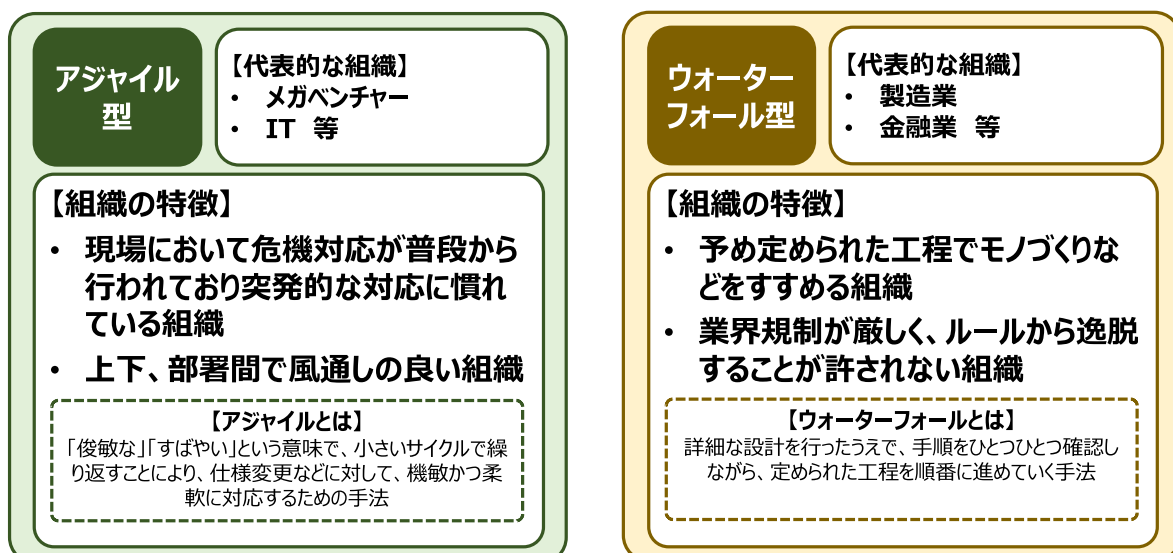 アジャイル
型
【代表的な組織】
• メガベンチャー
• IT 等
【組織の特徴】
• 現場において危機対応が普段から
行われており突発的な対応に慣れ
ている組織
• 上下、部署間で風通しの良い組織
【アジャイルとは】
「俊敏な」「すばやい」という意味で、小さいサイクルで繰
り返すことにより、仕様変更などに対して、機敏かつ柔
軟に対応するための手法
ウォーター
フォール型
【代表的な組織】
• 製造業
• 金融業 等
【組織の特徴】
• 予め定められた工程でモノづくりな
どをすすめる組織
• 業界規制が厳しく、ルールから逸脱
することが許されない組織
【ウォーターフォールとは】
詳細な設計を行ったうえで、手順をひとつひとつ確認し
ながら、定められた工程を順番に進めていく手法